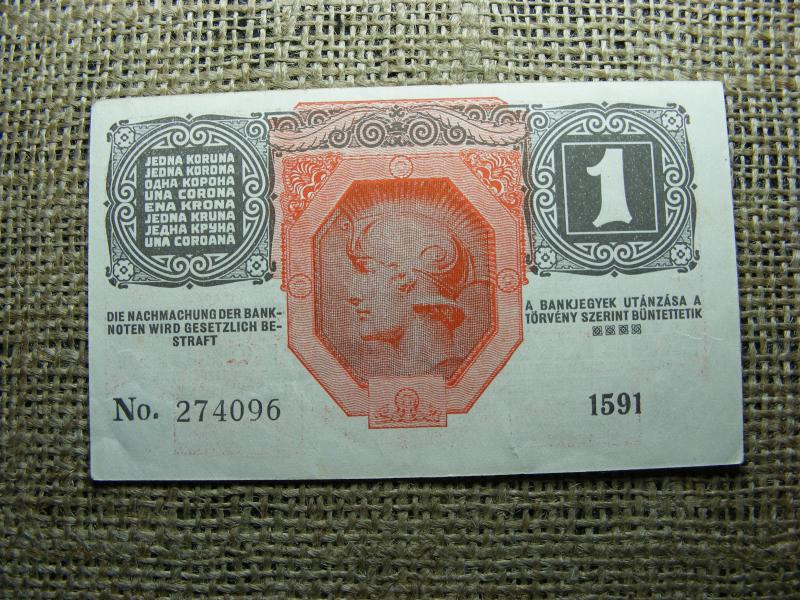 JEDNA KORUNA
JEDNA KORONA
ОДНА КОРОНА
UNA CORONA
ENA KRONA
JEDNA KRUNA
ЈЕДНА КРУНА
UNA COROANA
1
DIE NACHMACHUNG DER BANK-
NOTEN WIRD GESETZLICH BE-
STRAFT
A BANKJEGYEK UTÁNZÁSA A
TÖRVÉNY SZERINT BÜNTETTETIK
No. 274096
1591